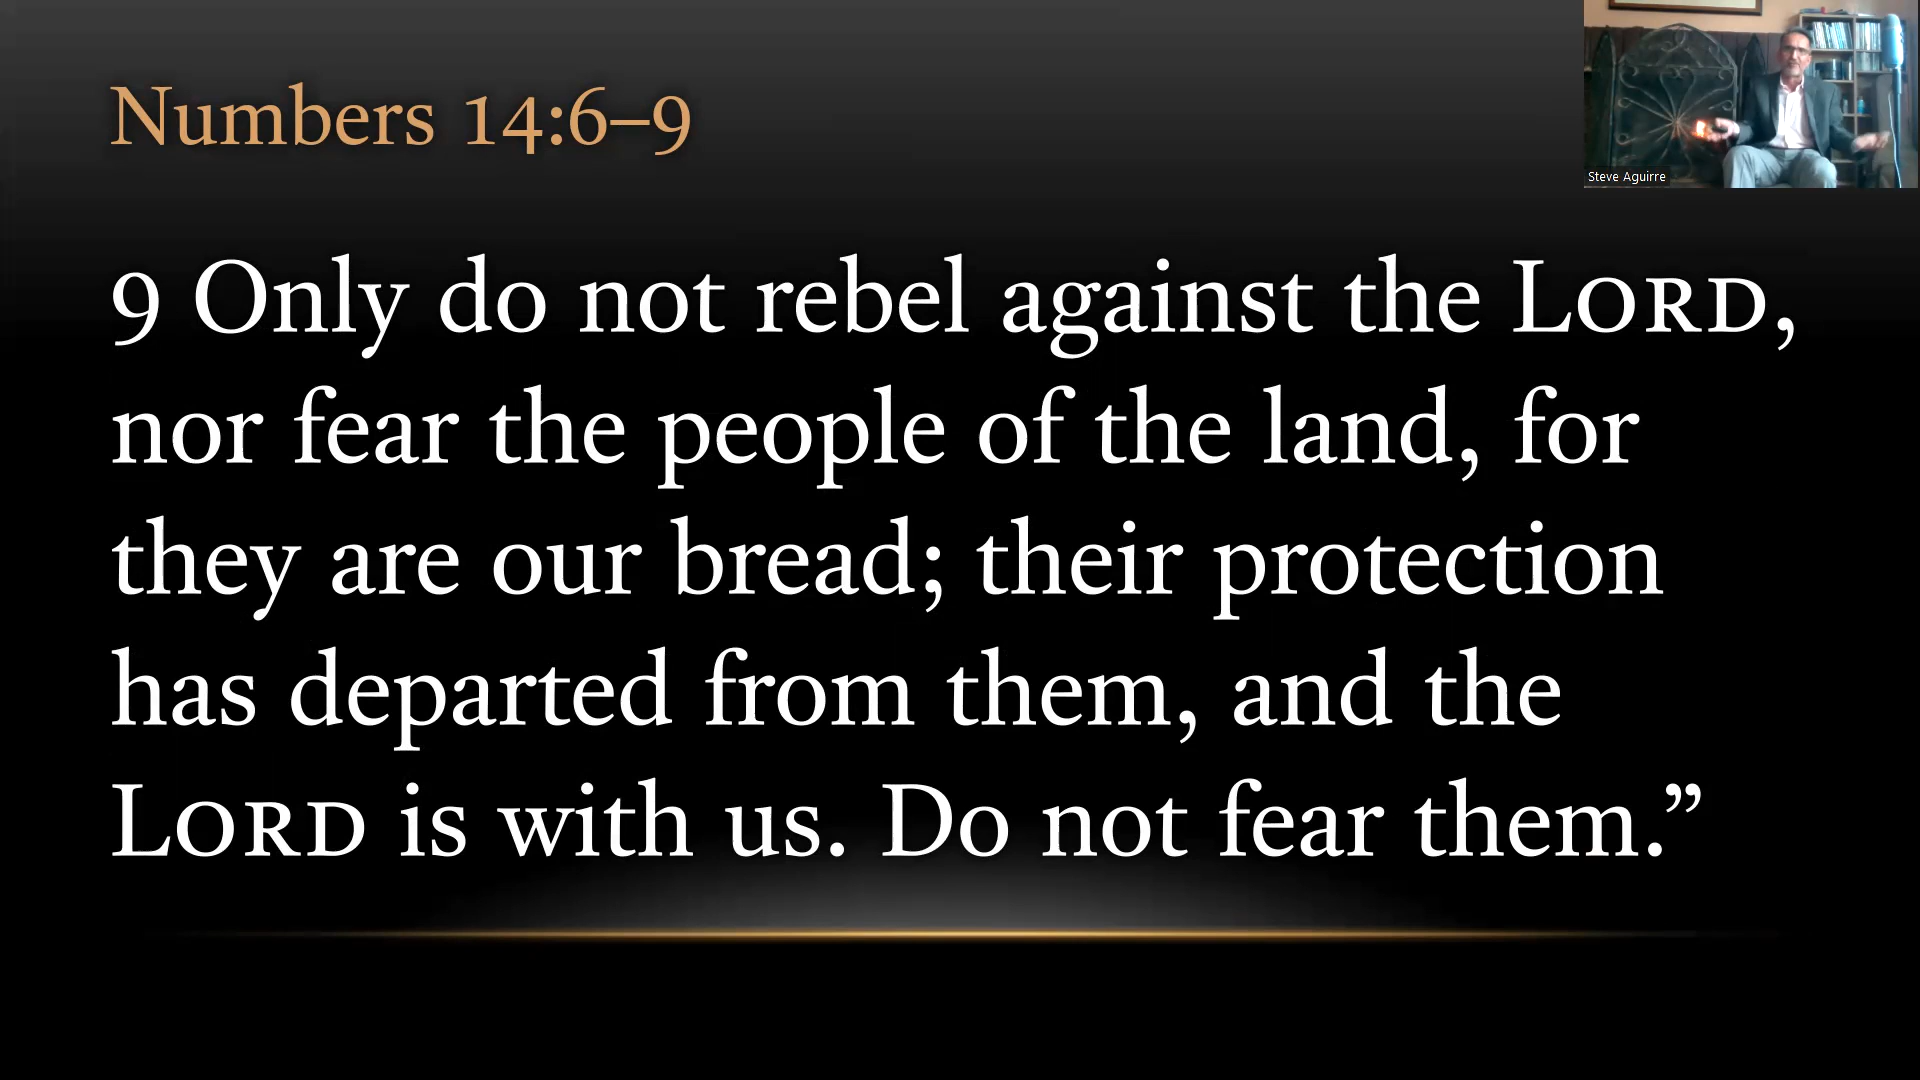 Numbers 14:6–9
Steve Aguirre
9 Only do not rebel against the LORD,
nor fear the people of the land, for
they are our bread; their protection
has departed from them, and the
LORD is with us. Do not fear them.”